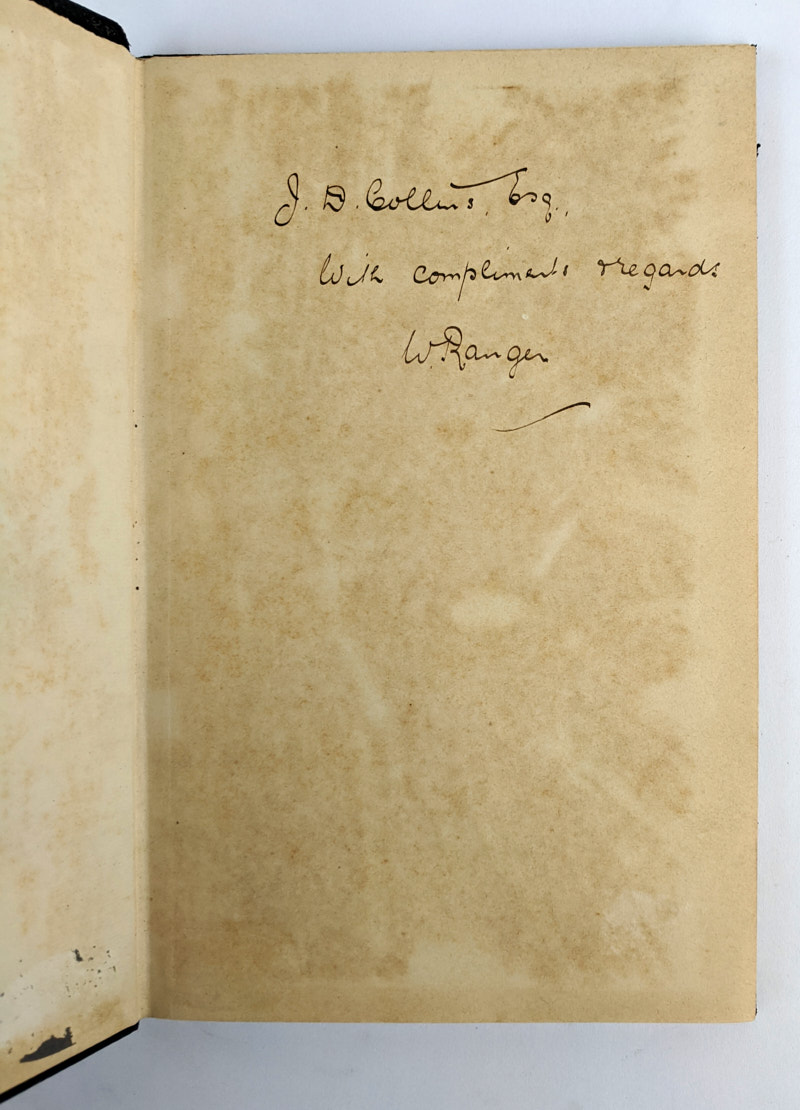 J. D. Collins, Esq.,
With compliments & regards
W. Ranger